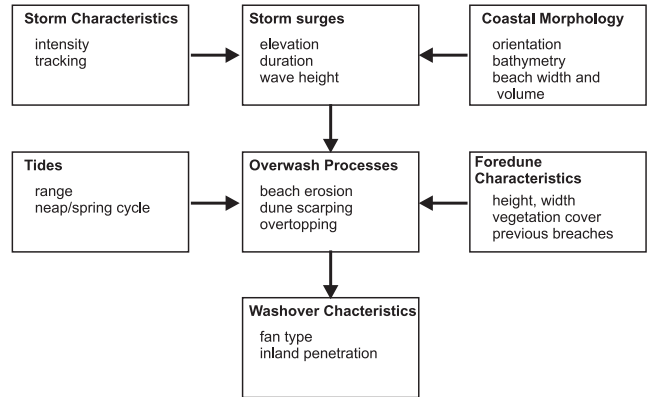 Storm Characteristics
intensity
tracking
Storm surges
elevation
duration
wave height
Coastal Morphology
orientation
bathymetry
beach width and
volume
Tides
range
neap/spring cycle
Overwash Processes
beach erosion
dune scarping
overtopping
Foredune
Characteristics
height, width
vegetation cover
previous breaches
Washover Chacteristics
fan type
inland penetration